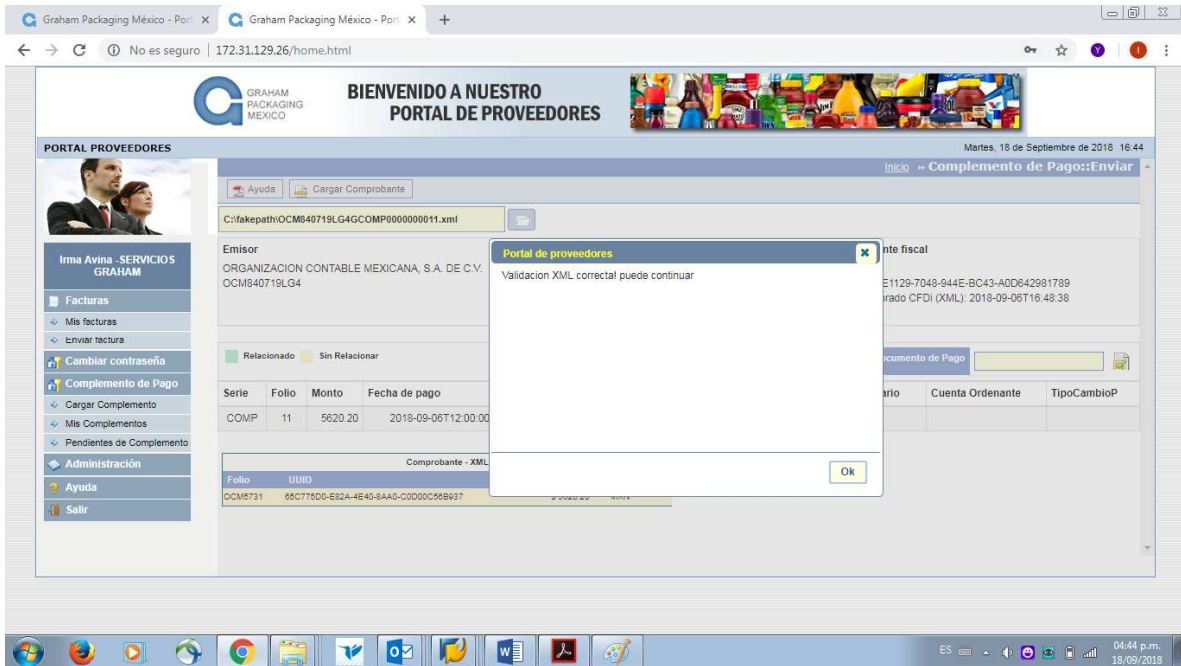 Graham Packaging México - Port
Graham Packaging México - Port
No es seguro | 172.31.129.26/home.html
Y
I
GRAHAM
PACKAGING
MEXICO
BIENVENIDO A NUESTRO
PORTAL DE PROVEEDORES
PORTAL PROVEEDORES
Martes, 18 de Septiembre de 2018 16:44
Inicio » Complemento de Pago::Enviar
Ayuda
Cargar Comprobante
C:\fakepath\OCM840719LG4GCOMP0000000011.xml
Irma Avina -SERVICIOS
GRAHAM
Facturas
Mis facturas
Enviar factura
Cambiar contraseña
Complemento de Pago
Cargar Complemento
Mis Complementos
Pendientes de Complemento
Administración
Ayuda
Salir
Emisor
ORGANIZACION CONTABLE MEXICANA, S.A. DE C.V.
OCM840719LG4
Portal de proveedores
Validacion XML correcta! puede continuar
Ok
nte fiscal
E1129-7048-944E-BC43-A0D642981789
rado CFDi (XML): 2018-09-06T16:48:38
Relacionado Sin Relacionar
ocumento de Pago
Serie Folio Monto Fecha de pago ario Cuenta Ordenante TipoCambioP
COMP 11 5620.20 2018-09-06T12:00:00
Comprobante - XML
Folio UUID
OCM6731
ES
04:44 p.m.
18/09/2018